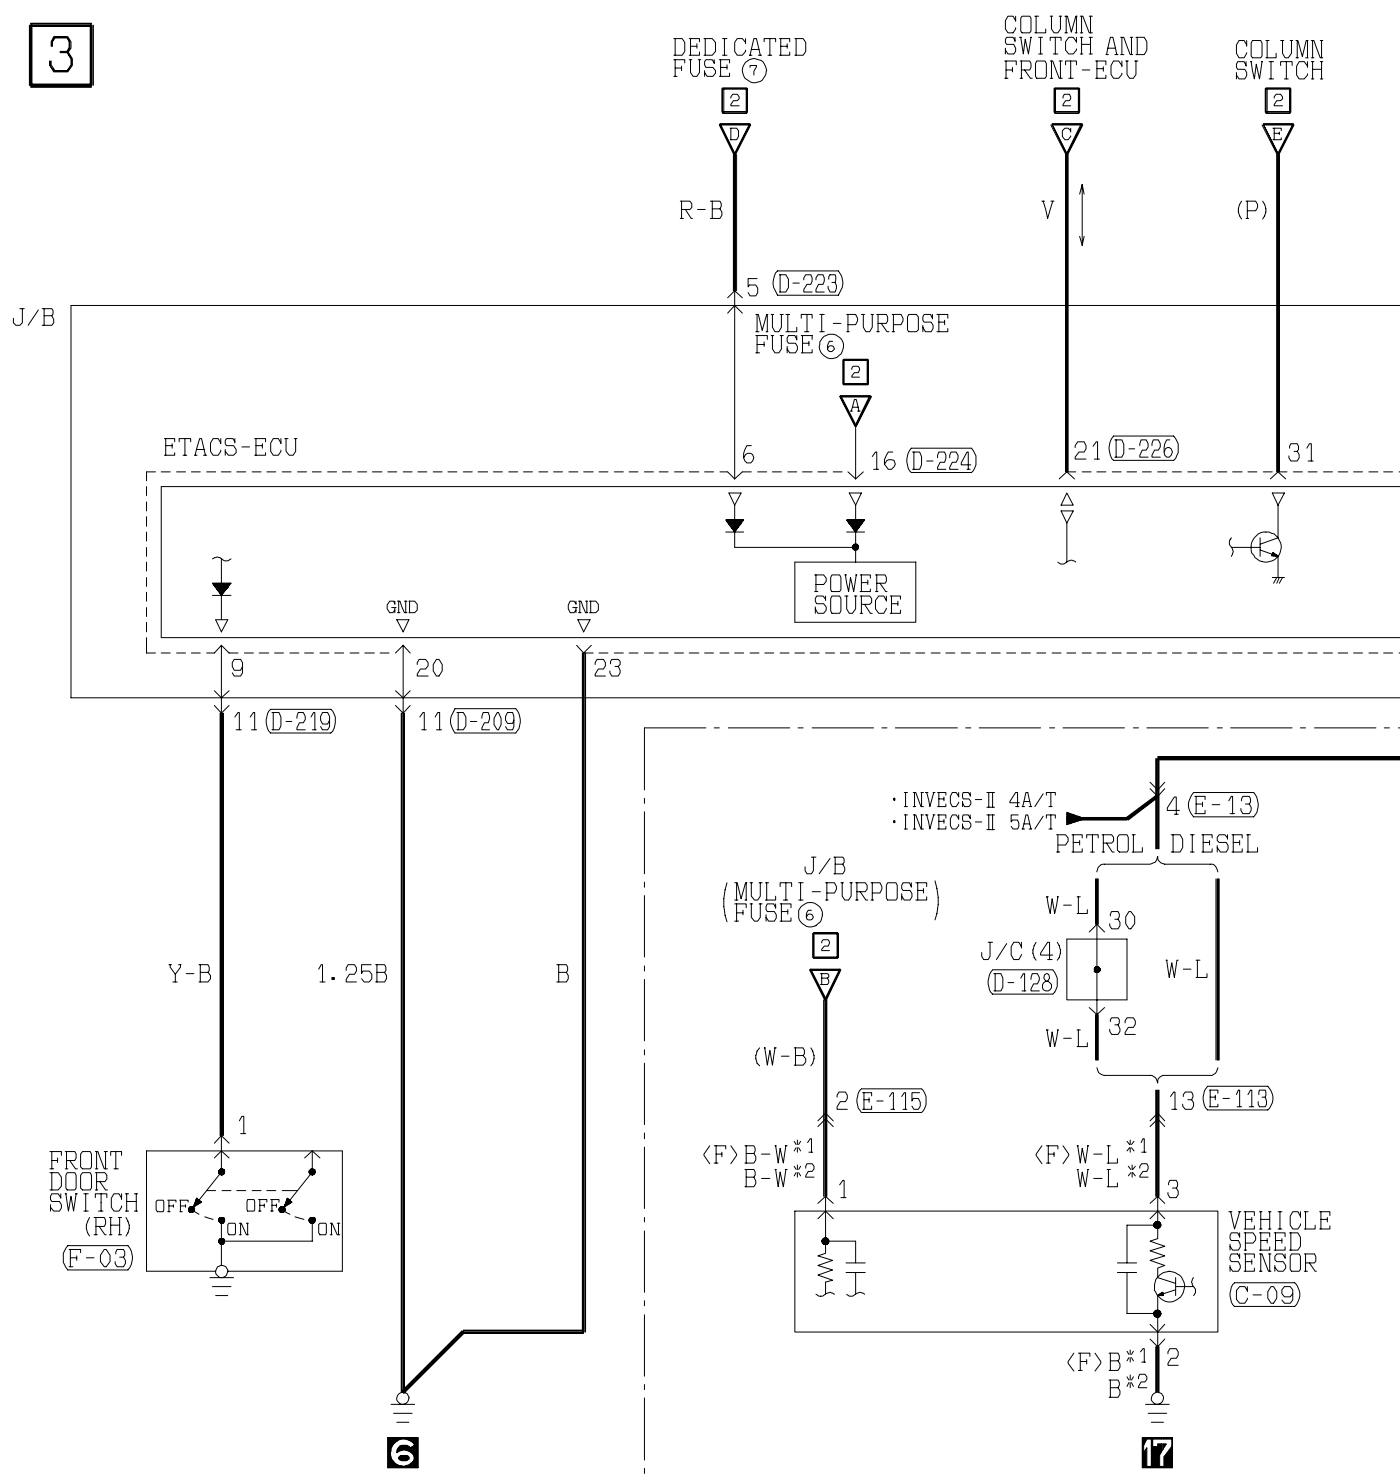 3
DEDICATED
FUSE 7
2
D
COLUMN
SWITCH AND
FRONT-ECU
2
C
COLUMN
SWITCH
2
E
R-B
V
(P)
5 D-223
J/B
MULTI-PURPOSE
FUSE 6
2
A
ETACS-ECU
6
16 D-224
21 D-226
31
POWER
SOURCE
GND
GND
9
20
23
11 D-219
11 D-209
·INVECS-II 4A/T
·INVECS-II 5A/T
4 E-13
PETROL DIESEL
J/B
(MULTI-PURPOSE)
FUSE 6
2
B
W-L
30
J/C(4)
D-128
W-L
32
W-L
Y-B
1.25B
B
(W-B)
2 E-115
13 E-113
<F>B-W*1
B-W*2
<F>W-L*1
W-L*2
1
1
3
FRONT
DOOR
SWITCH
(RH)
F-03
OFF
ON
OFF
ON
VEHICLE
SPEED
SENSOR
C-09
<F>B*1
B*2
2
6
17